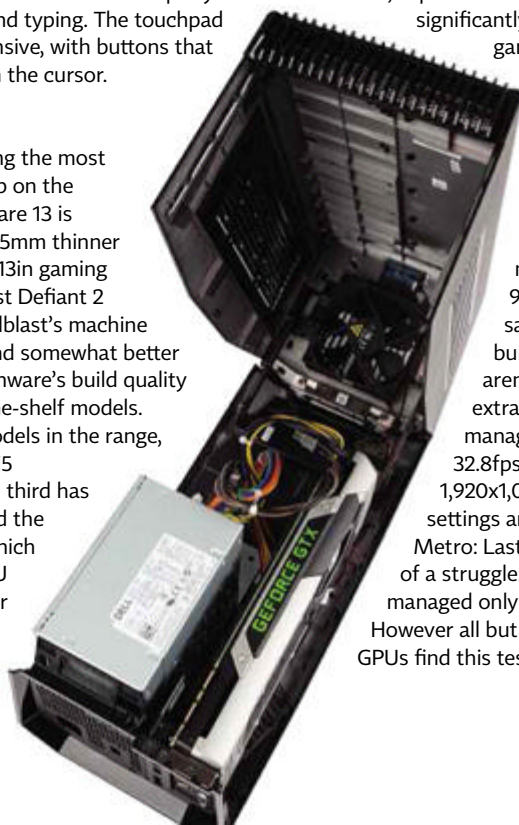 nd typing. The touchpad
nsive, with buttons that
the cursor.
ng the most
on the
are 13 is
5mm thinner
13in gaming
st Defiant 2
blast's machine
nd somewhat better
nware's build quality
e-shelf models.
odels in the range,
5
third has
d the
hich
U
r
significantly
gar
9
sa
bu
aren
extra
manag
32.8fps
1,920x1,0
settings ar
Metro: Last
of a struggle
managed only
However all but
GPUs find this tes
GEFORCE GTX
DELL